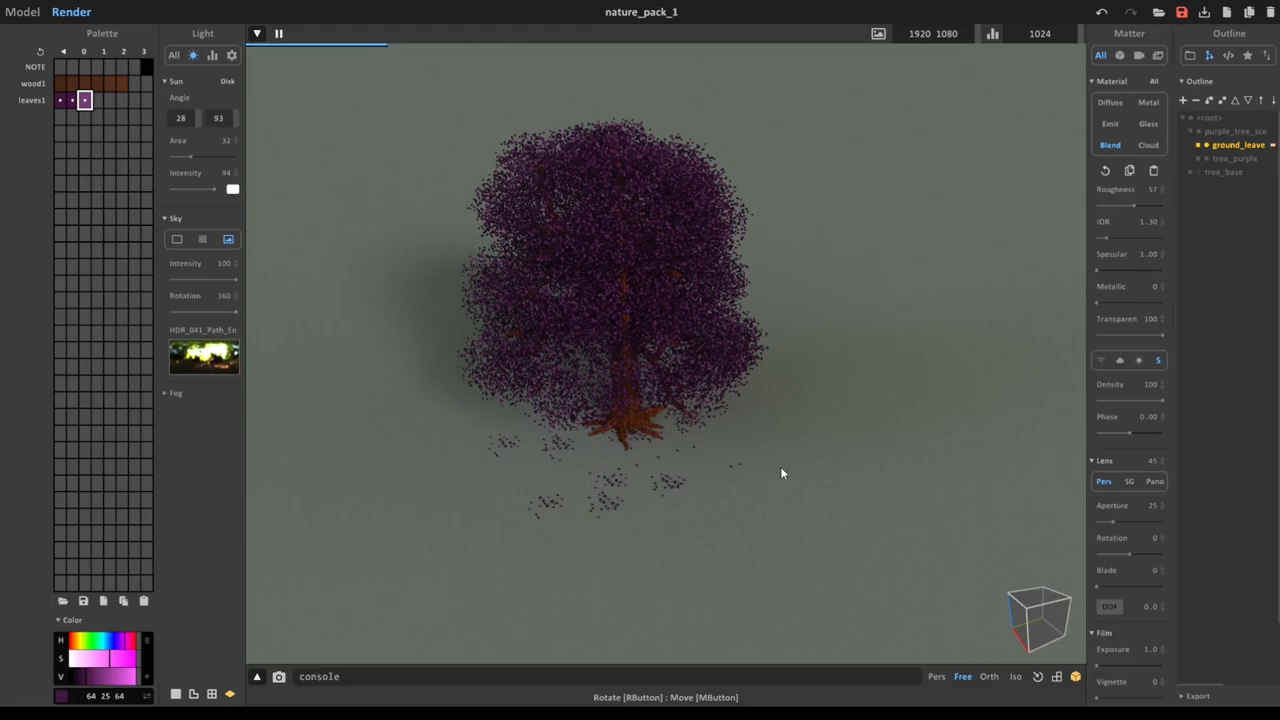 Model Render nature_pack_1
Palette
0 1 2 3
NOTE
wood1
leaves1
Color
H
S
V
64 25 64
Light
All
Sun Disk
Angle
28 93
Area 32
Intensity 94
Sky
Intensity 100
Rotation 360
HDR_041_Path_En
Fog
1920 1080 1024
console Pers Free Orth Iso
Rotate [RButton] : Move [MButton]
Matter
All
Material All
Diffuse Metal
Emit Glass
Blend Cloud
Roughness 57
IOR 1.30
Specular 1.00
Metallic 0
Transparen 100
S
Density 100
Phase 0.00
Lens 45
Pers SG Pano
Aperture 25
Rotation 0
Blade 0
DOF 0.0
Film
Exposure 1.0
Vignette 0
Outline
Outline
<root>
purple_tree_sce
ground_leave
tree_purple
tree_base
Export